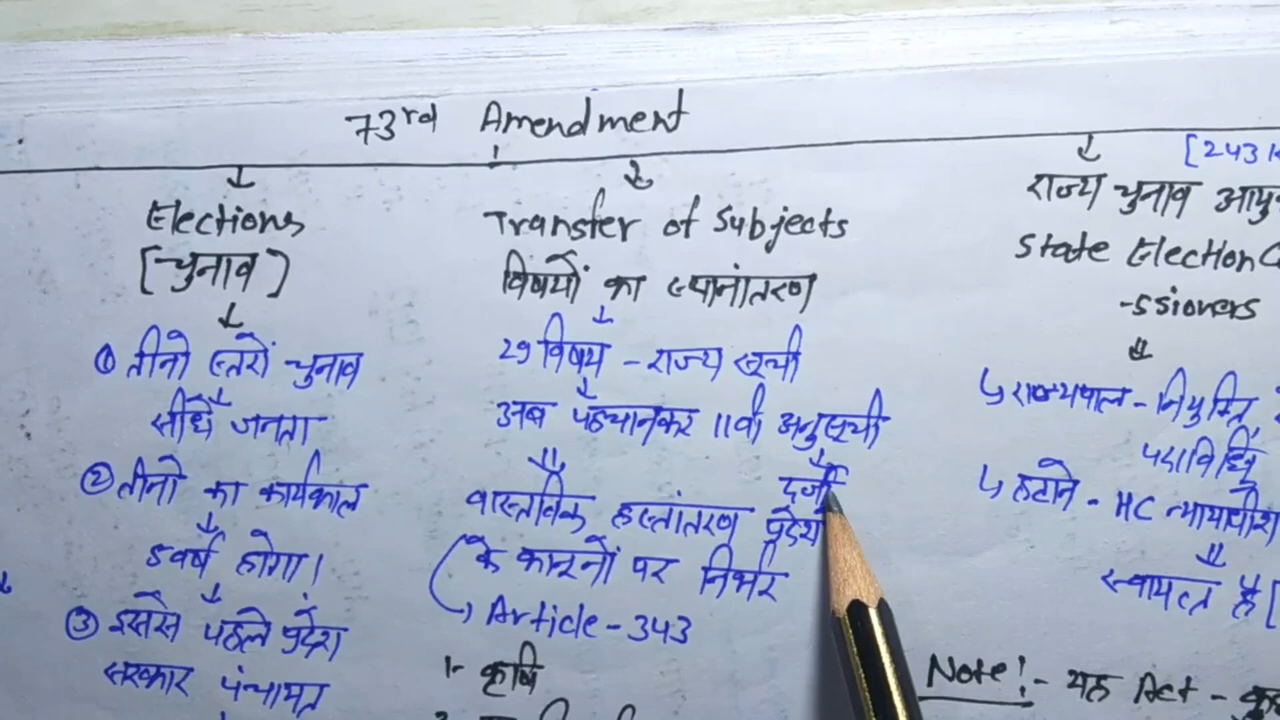 73rd Amendment
Elections
[चुनाव]
① तीनो स्तरों चुनाव
सीधे जनता
② तीनो का कार्यकाल
5 वर्ष होगा।
③ इससे पहले प्रदेश
सरकार पंचायत
Transfer of Subjects
विषयों का स्थानांतरण
29 विषय - राज्य सूची
अब पहचानकर 11वी अनुसूची
दर्ज
वास्तविक हस्तांतरण प्रदेश
के कानूनों पर निर्भर
Article - 343
1- कृषि
[243 K
राज्य चुनाव आयु
State Election C
-ssioners
राज्यपाल - नियुक्ति,
पदावधि
हटाने - HC न्यायाधीश
स्वायत्त है [
Note! - यह Act -